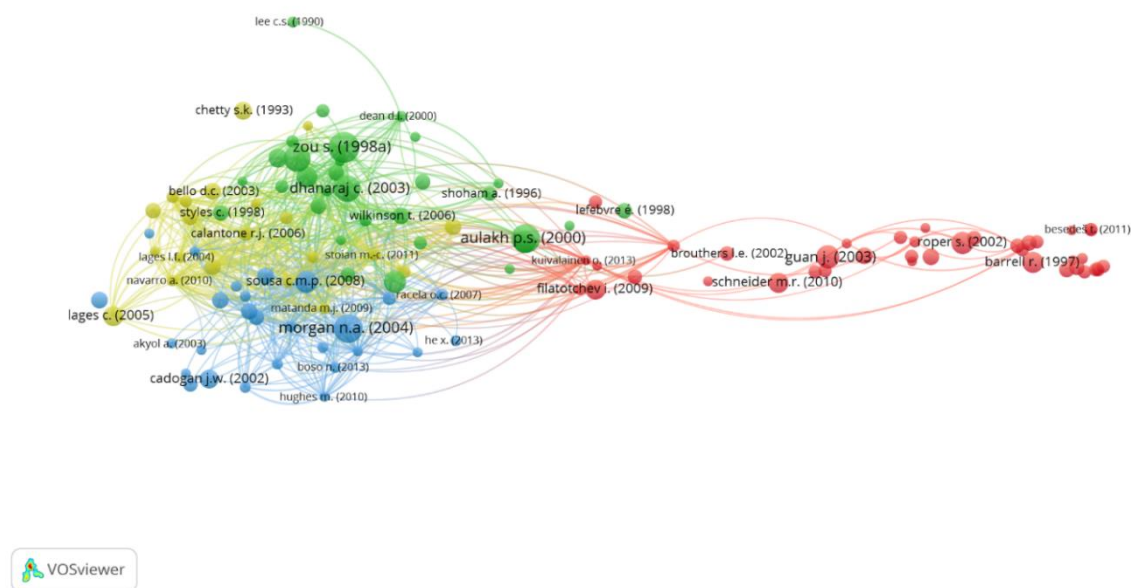 lee c.s. (1990)
chetty s.k. (1993)
dean d.l. (2000)
zou s. (1998a)
dhanaraj c. (2003)
bello d.c. (2003)
shoham a. (1996)
styles c. (1998)
wilkinson t. (2006)
lefebvre é. (1998)
calantone r.j. (2006)
aulakh p.s. (2000)
besedeš t. (2011)
roper s. (2002)
lages l.f. (2004)
stoian m.-c. (2011)
kuivalainen o. (2013)
brouthers l.e. (2002)
guan j. (2003)
barrell r. (1997)
navarro a. (2010)
sousa c.m.p. (2008)
filatotchev i. (2009)
schneider m.r. (2010)
racela o.c. (2007)
lages c. (2005)
matanda m.j. (2009)
morgan n.a. (2004)
akyol a. (2003)
he x. (2013)
cadogan j.w. (2002)
boso n. (2013)
hughes m. (2010)
VOSviewer